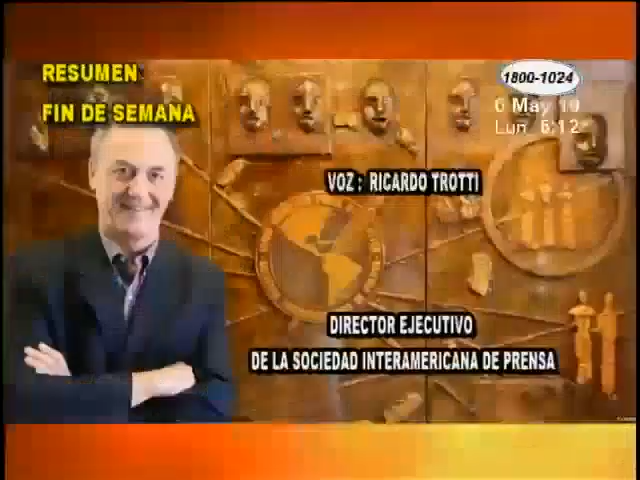 RESUMEN
FIN DE SEMANA
1800-1024
6 May 19
Lun 6:12
VOZ : RICARDO TROTTI
DIRECTOR EJECUTIVO
DE LA SOCIEDAD INTERAMERICANA DE PRENSA